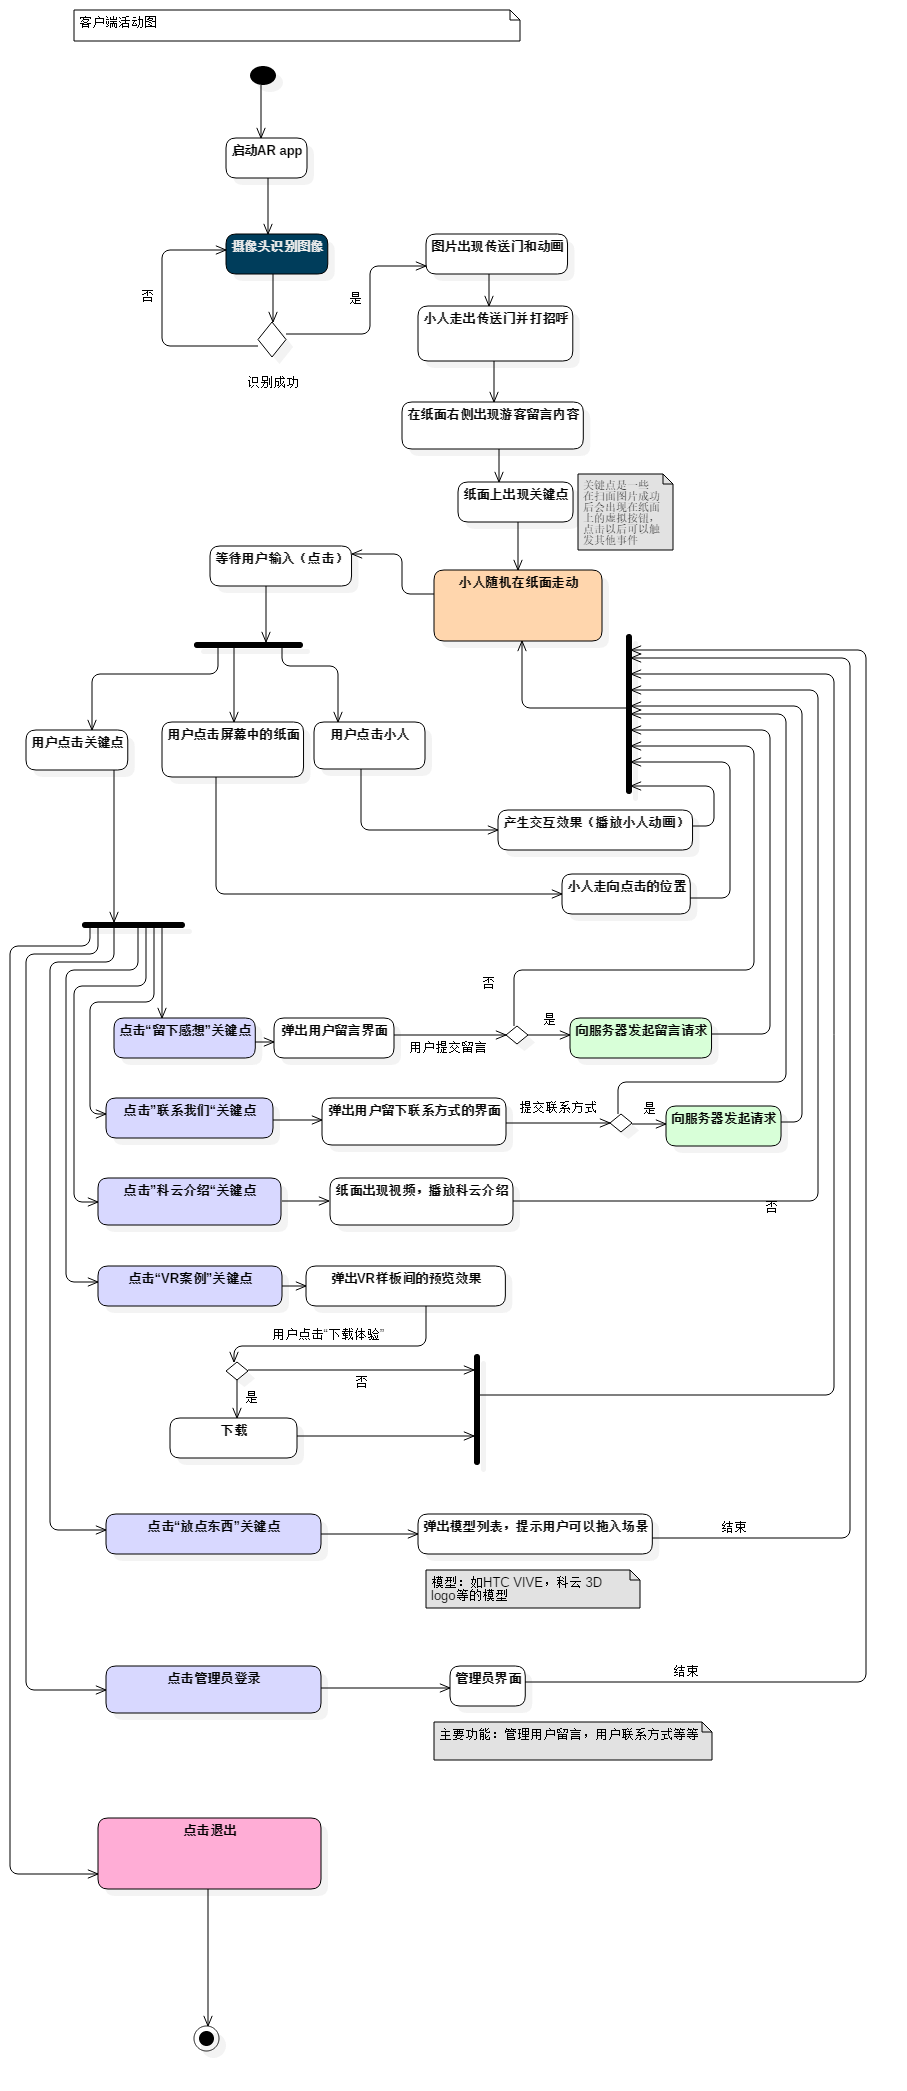 客户端活动图
启动AR app
摄像头识别图像
图片出现传送门和动画
否
是
小人走出传送门并打招呼
识别成功
在纸面右侧出现游客留言内容
纸面上出现关键点
关键点是一些
在扫面图片成功
后会出现在纸面
上的虚拟按钮，
点击以后可以触
发其他事件
等待用户输入（点击）
小人随机在纸面走动
用户点击关键点
用户点击屏幕中的纸面
用户点击小人
产生交互效果（播放小人动画）
小人走向点击的位置
否
是
点击“留下感想”关键点
弹出用户留言界面
用户提交留言
向服务器发起留言请求
点击”联系我们“关键点
弹出用户留下联系方式的界面
提交联系方式
是
向服务器发起请求
点击”科云介绍“关键点
纸面出现视频，播放科云介绍
否
点击“VR案例”关键点
弹出VR样板间的预览效果
用户点击“下载体验”
否
是
下载
点击“放点东西”关键点
弹出模型列表，提示用户可以拖入场景
结束
模型：如HTC VIVE，科云 3D
logo等的模型
点击管理员登录
管理员界面
结束
主要功能：管理用户留言，用户联系方式等等
点击退出